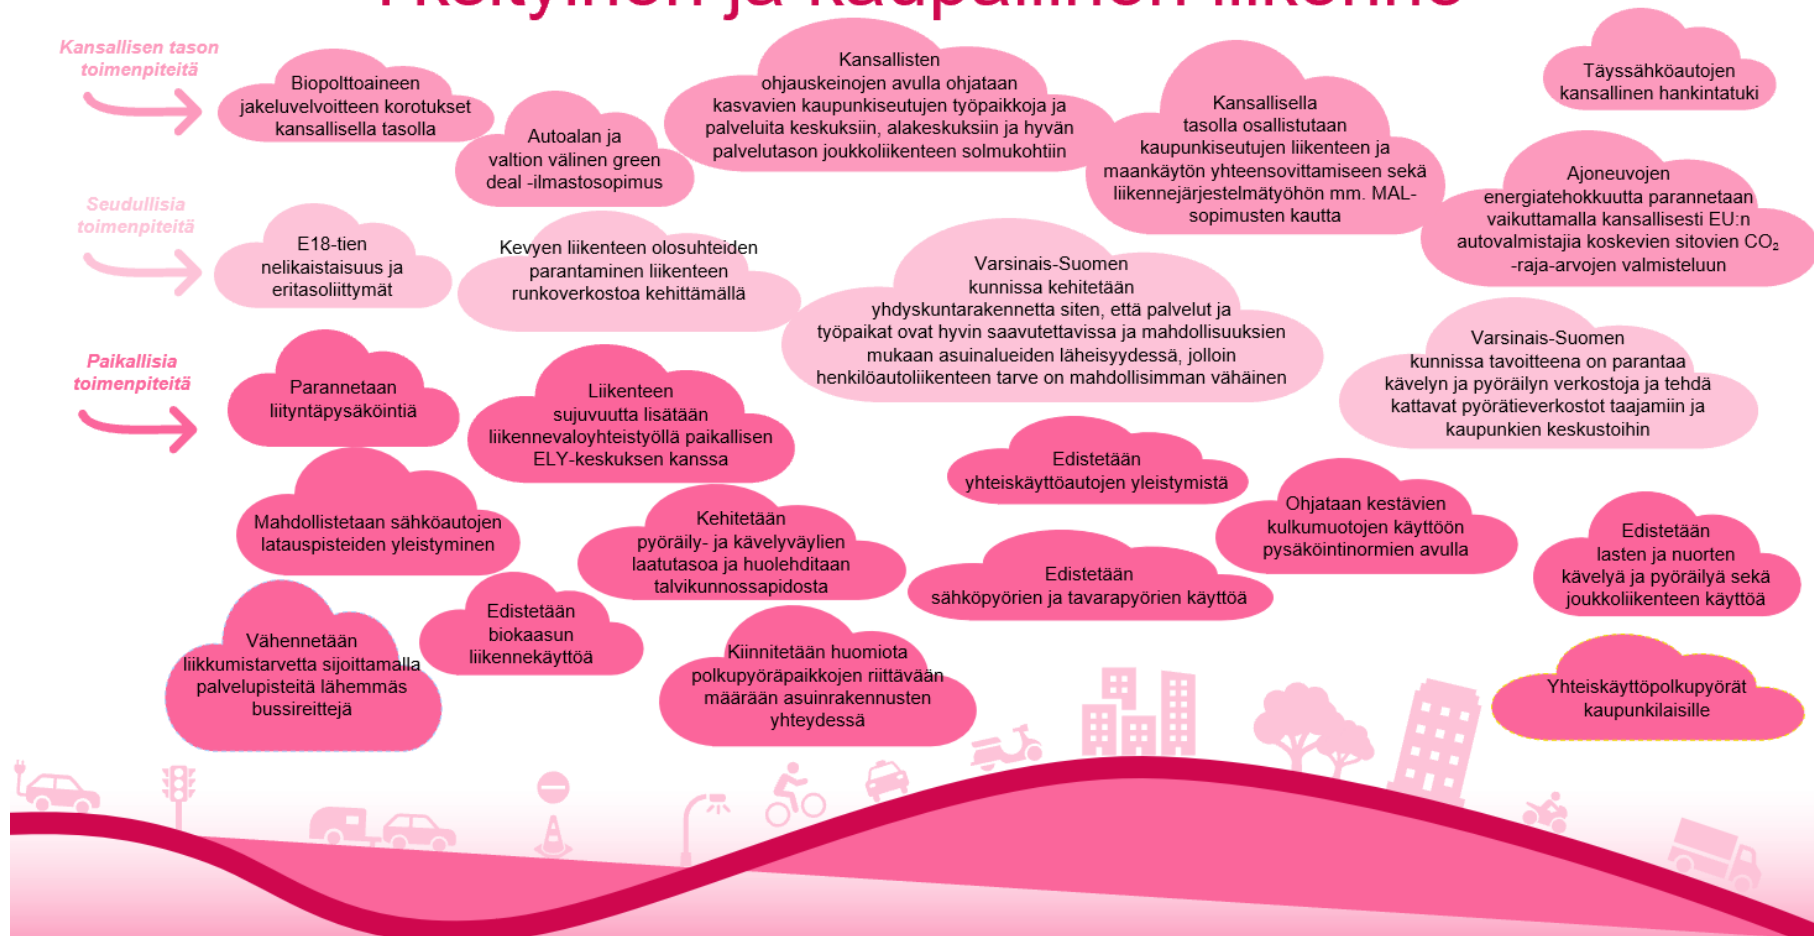 Yksityinen ja kaupallinen liikenne
Kansallisen tason
toimenpiteitä
Biopolttoaineen
jakeluvelvoitteen korotukset
kansallisella tasolla
Autoalan ja
valtion välinen green
deal -ilmastosopimus
Kansallisten
ohjauskeinojen avulla ohjataan
kasvavien kaupunkiseutujen työpaikkoja ja
palveluita keskuksiin, alakeskuksiin ja hyvän
palvelutason joukkoliikenteen solmukohtiin
Kansallisella
tasolla osallistutaan
kaupunkiseutujen liikenteen ja
maankäytön yhteensovittamiseen sekä
liikennejärjestelmätyöhön mm. MAL-
sopimusten kautta
Täyssähköautojen
kansallinen hankintatuki
Ajoneuvojen
energiatehokkuutta parannetaan
vaikuttamalla kansallisesti EU:n
autovalmistajia koskevien sitovien CO₂
-raja-arvojen valmisteluun
Seudullisia
toimenpiteitä
E18-tien
nelikaistaisuus ja
eritasoliittymät
Kevyen liikenteen olosuhteiden
parantaminen liikenteen
runkoverkostoa kehittämällä
Varsinais-Suomen
kunnissa kehitetään
yhdyskuntarakennetta siten, että palvelut ja
työpaikat ovat hyvin saavutettavissa ja mahdollisuuksien
mukaan asuinalueiden läheisyydessä, jolloin
henkilöautoliikenteen tarve on mahdollisimman vähäinen
Varsinais-Suomen
kunnissa tavoitteena on parantaa
kävelyn ja pyöräilyn verkostoja ja tehdä
kattavat pyörätieverkostot taajamiin ja
kaupunkien keskustoihin
Paikallisia
toimenpiteitä
Parannetaan
liityntäpysäköintiä
Liikenteen
sujuvuutta lisätään
liikennevaloyhteistyöllä paikallisen
ELY-keskuksen kanssa
Edistetään
yhteiskäyttöautojen yleistymistä
Mahdollistetaan sähköautojen
latauspisteiden yleistyminen
Kehitetään
pyöräily- ja kävelyväylien
laatutasoa ja huolehditaan
talvikunnossapidosta
Ohjataan kestävien
kulkumuotojen käyttöön
pysäköintinormien avulla
Edistetään
lasten ja nuorten
kävelyä ja pyöräilyä sekä
joukkoliikenteen käyttöä
Edistetään
sähköpyörien ja tavarapyörien käyttöä
Vähennetään
liikkumistarvetta sijoittamalla
palvelupisteitä lähemmäs
bussireittejä
Edistetään
biokaasun
liikennekäyttöä
Kiinnitetään huomiota
polkupyöräpaikkojen riittävään
määrään asuinrakennusten
yhteydessä
Yhteiskäyttöpolkupyörät
kaupunkilaisille